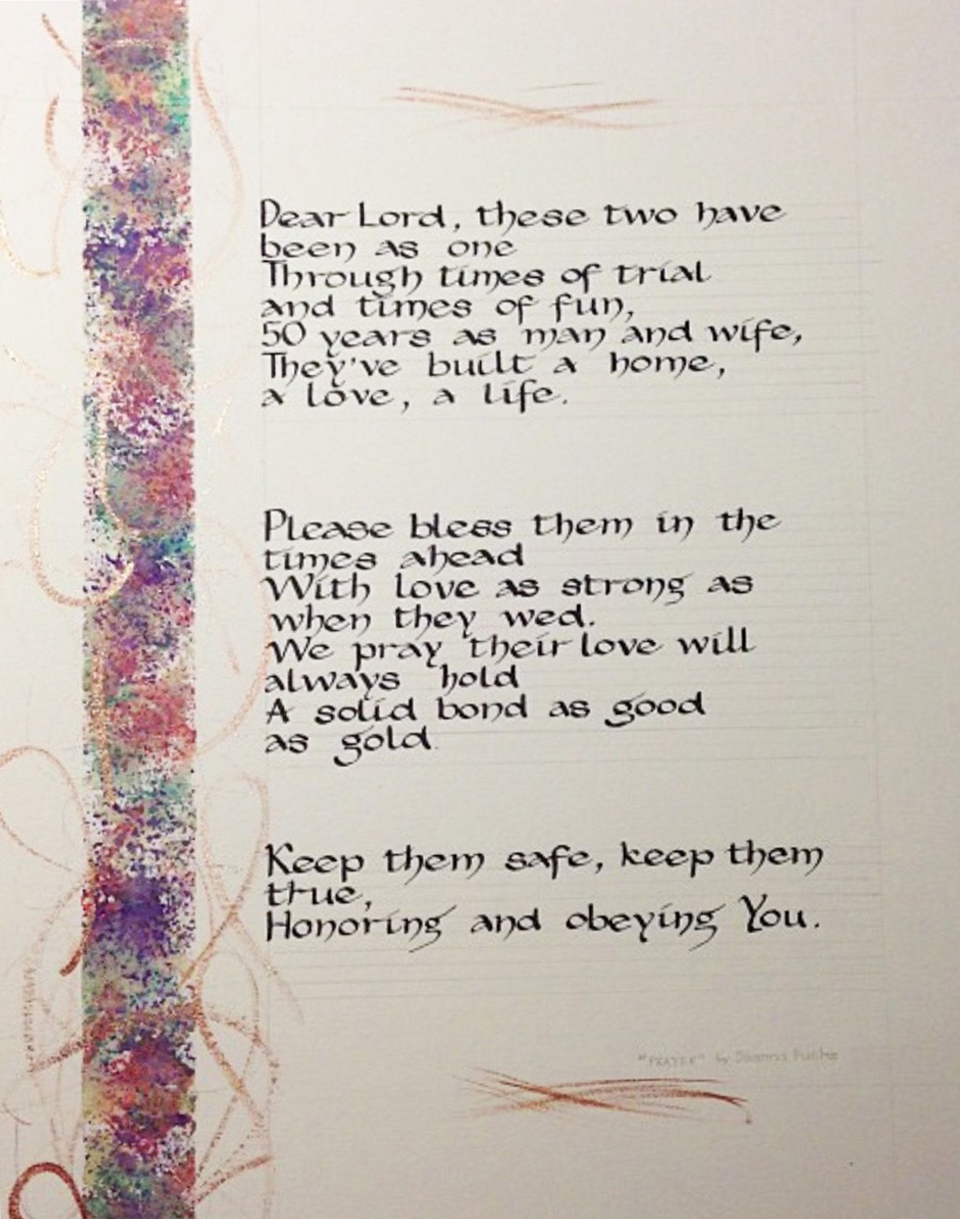 Dear Lord, these two have
been as one
Through times of trial
and times of fun,
50 years as man and wife,
They've built a home,
a love, a life.
Please bless them in the
times ahead
With love as strong as
when they wed.
We pray their love will
always hold
A solid bond as good
as gold.
Keep them safe, keep them
true,
Honoring and obeying You.
"PRAYER" by Joanna Fuchs